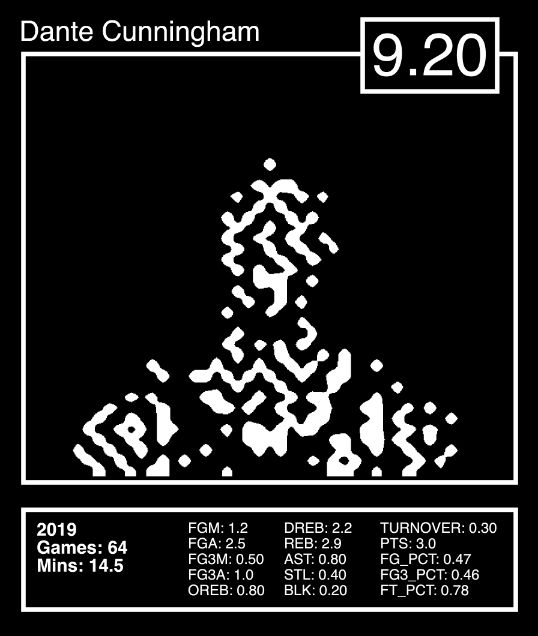 Dante Cunningham
9.20
2019
Games: 64
Mins: 14.5
FGM: 1.2
FGA: 2.5
FG3M: 0.50
FG3A: 1.0
OREB: 0.80
DREB: 2.2
REB: 2.9
AST: 0.80
STL: 0.40
BLK: 0.20
TURNOVER: 0.30
PTS: 3.0
FG_PCT: 0.47
FG3_PCT: 0.46
FT_PCT: 0.78